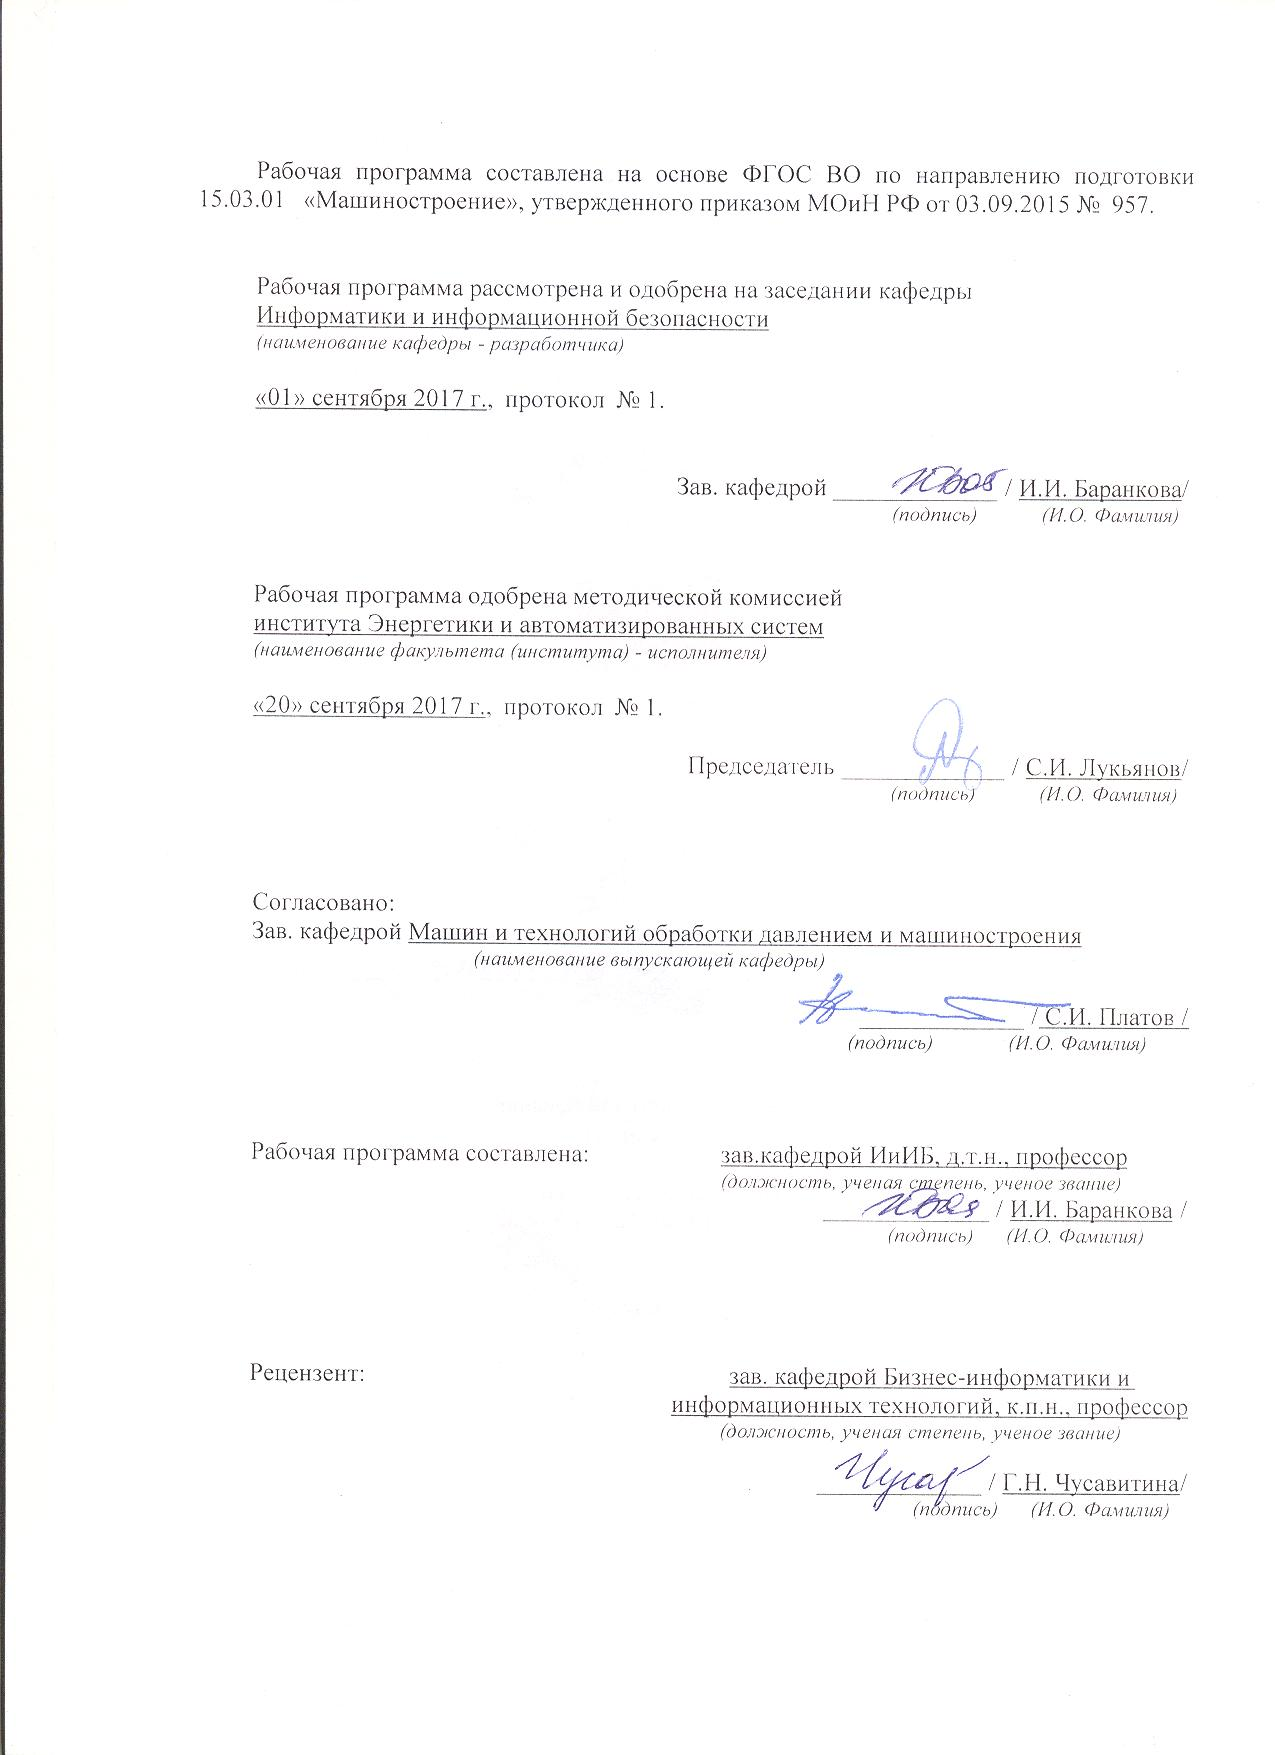 Рабочая программа составлена на основе ФГОС ВО по направлению подготовки
15.03.01 «Машиностроение», утвержденного приказом МОиН РФ от 03.09.2015 № 957.
Рабочая программа рассмотрена и одобрена на заседании кафедры
Информатики и информационной безопасности
(наименование кафедры - разработчика)
«01» сентября 2017 г., протокол № 1.
Зав. кафедрой _____________ / И.И. Баранкова/
(подпись) (И.О. Фамилия)
Рабочая программа одобрена методической комиссией
института Энергетики и автоматизированных систем
(наименование факультета (института) - исполнителя)
«20» сентября 2017 г., протокол № 1.
Председатель _____________ / С.И. Лукьянов/
(подпись) (И.О. Фамилия)
Согласовано:
Зав. кафедрой Машин и технологий обработки давлением и машиностроения
(наименование выпускающей кафедры)
_____________ / С.И. Платов /
(подпись) (И.О. Фамилия)
Рабочая программа составлена: зав.кафедрой ИиИБ, д.т.н., профессор
(должность, ученая степень, ученое звание)
_____________ / И.И. Баранкова /
(подпись) (И.О. Фамилия)
Рецензент: зав. кафедрой Бизнес-информатики и
информационных технологий, к.п.н., профессор
(должность, ученая степень, ученое звание)
_____________ / Г.Н. Чусавитина/
(подпись) (И.О. Фамилия)